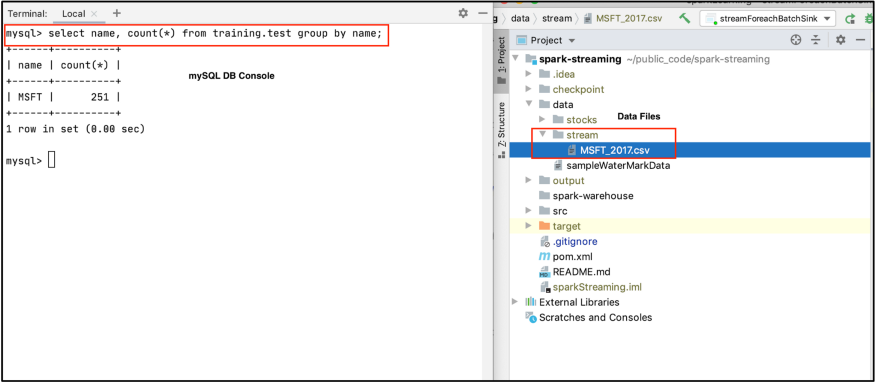 Terminal: Local × +
mysql> select name, count(*) from training.test group by name;
+------+----------+
| name | count(*) |
+------+----------+
| MSFT | 251 |
+------+----------+
1 row in set (0.00 sec)
mysql>
mySQL DB Console
data stream MSFT_2017.csv streamForeachBatchSink
1: Project
Z: Structure
Project
spark-streaming ~/public_code/spark-streaming
.idea
checkpoint
data
stocks
Data Files
stream
MSFT_2017.csv
sampleWaterMarkData
output
spark-warehouse
src
target
.gitignore
m pom.xml
MD README.md
sparkStreaming.iml
External Libraries
Scratches and Consoles